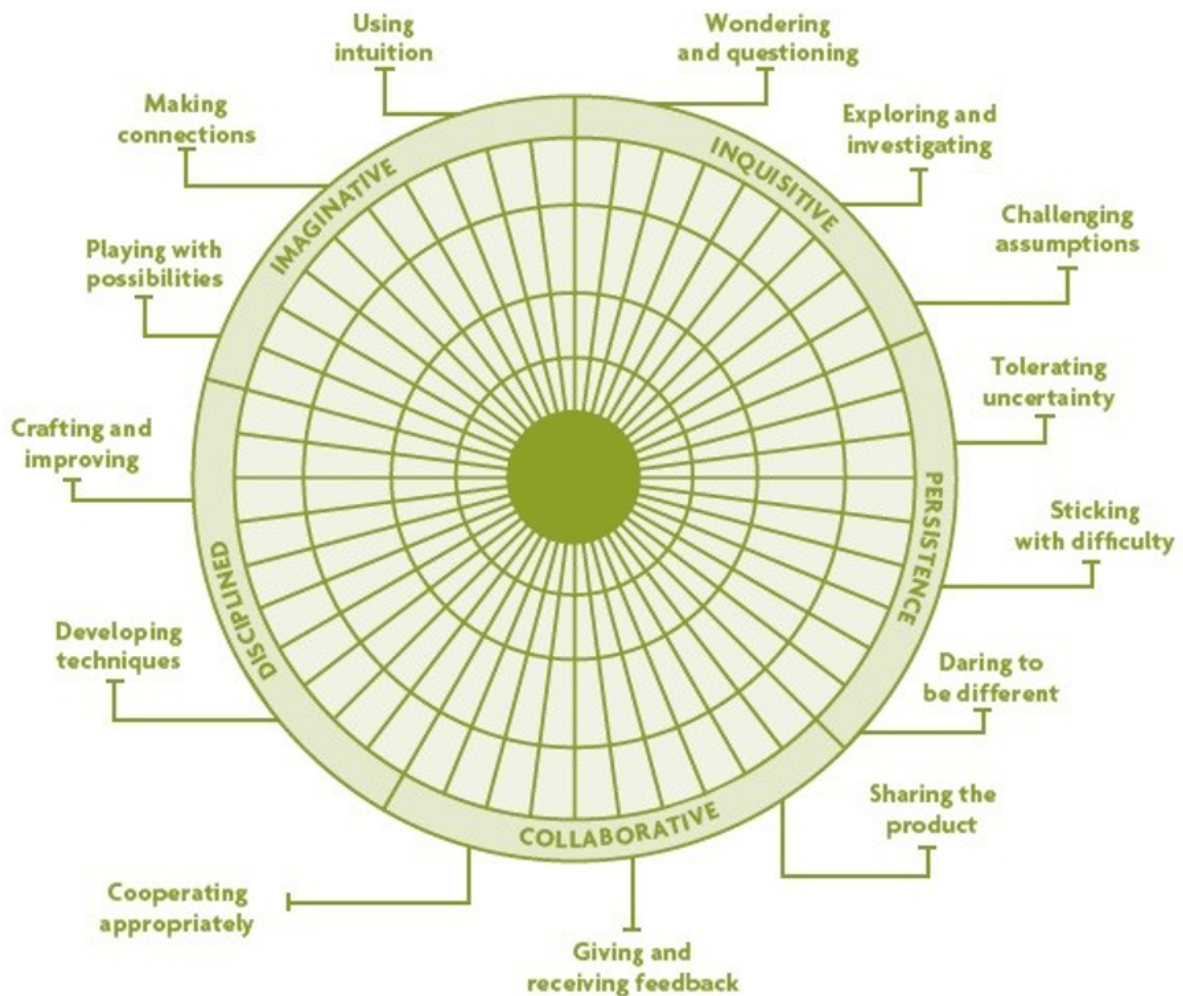 Using
intuition
Wondering
and questioning
Making
connections
Exploring and
investigating
IMAGINATIVE
INQUISITIVE
Playing with
possibilities
Challenging
assumptions
Tolerating
uncertainty
Crafting and
improving
PERSISTENCE
Sticking
with difficulty
DISCIPLINED
Developing
techniques
Daring to
be different
Sharing the
product
COLLABORATIVE
Cooperating
appropriately
Giving and
receiving feedback